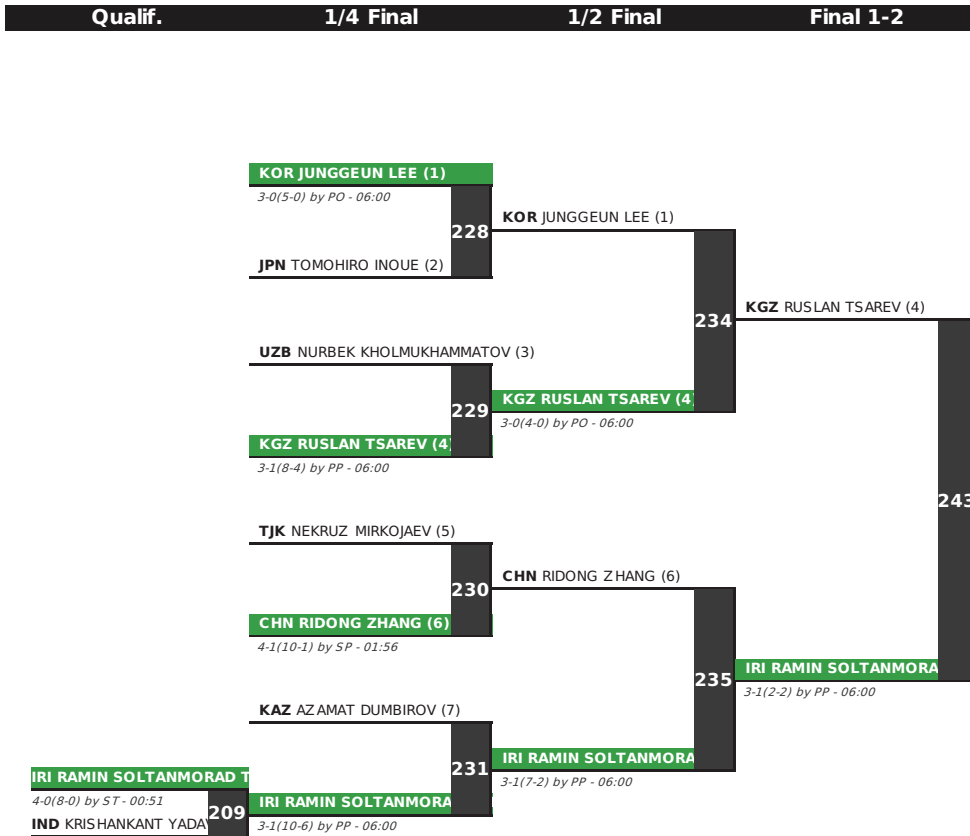 Qualif. 1/4 Final 1/2 Final Final 1-2
KOR JUNGGEUN LEE (1)
3-0(5-0) by PO - 06:00
228
JPN TOMOHIRO INOUE (2)
KOR JUNGGEUN LEE (1)
234
KGZ RUSLAN TSAREV (4)
UZB NURBEK KHOLMUKHAMMATOV (3)
229
KGZ RUSLAN TSAREV (4)
3-1(8-4) by PP - 06:00
KGZ RUSLAN TSAREV (4)
3-0(4-0) by PO - 06:00
243
TJK NEKRUZ MIRKOJAEV (5)
230
CHN RIDONG ZHANG (6)
4-1(10-1) by SP - 01:56
CHN RIDONG ZHANG (6)
235
IRI RAMIN SOLTANMORA
3-1(2-2) by PP - 06:00
KAZ AZAMAT DUMBIROV (7)
231
IRI RAMIN SOLTANMORA
3-1(7-2) by PP - 06:00
IRI RAMIN SOLTANMORAD T
4-0(8-0) by ST - 00:51
209
IND KRISHANKANT YADAV
IRI RAMIN SOLTANMORA
3-1(10-6) by PP - 06:00